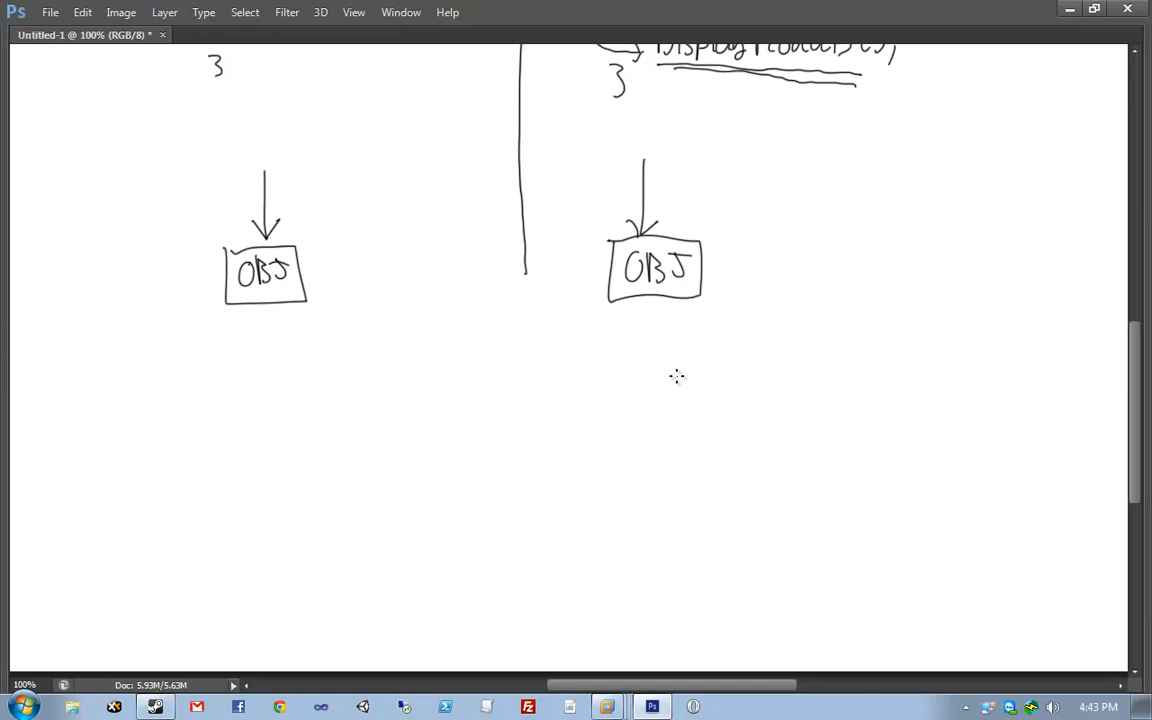 Ps File Edit Image Layer Type Select Filter 3D View Window Help
Untitled-1 @ 100% (RGB/8) * ×
3
3
OBJ
OBJ
100% Doc: 5.93M/5.63M
4:43 PM